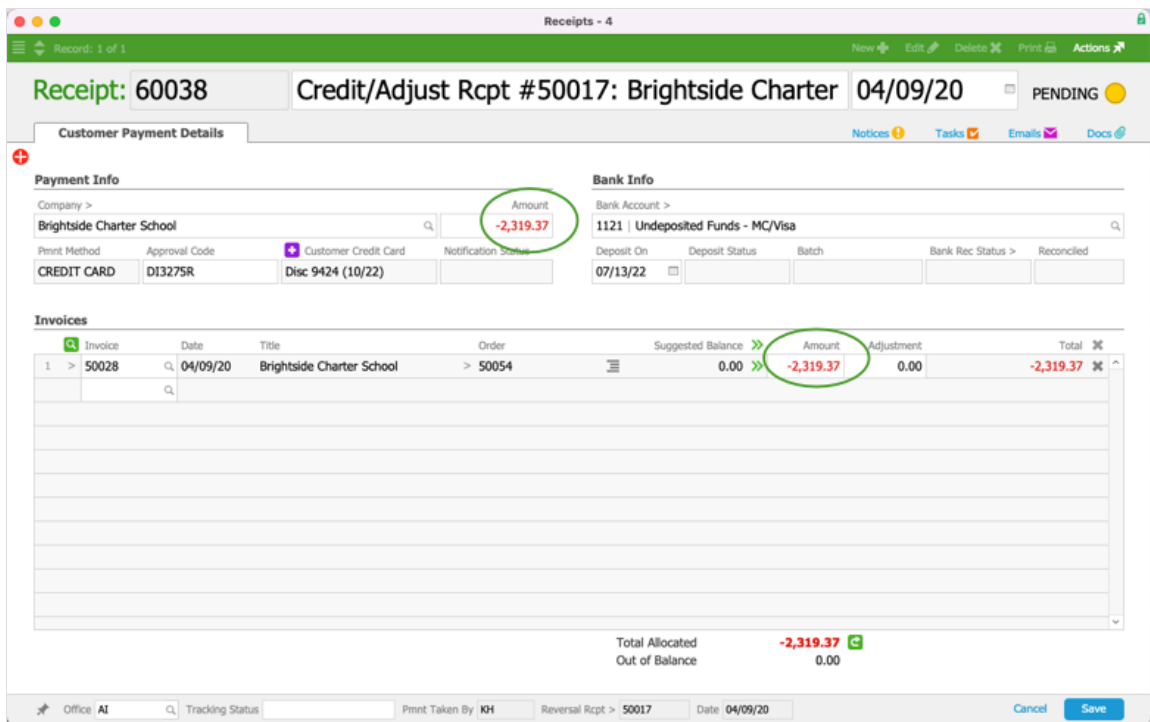 Receipts - 4
Record: 1 of 1 New Edit Delete Print Actions
Receipt: 60038 Credit/Adjust Rcpt #50017: Brightside Charter 04/09/20 PENDING
Customer Payment Details Notices Tasks Emails Docs
Payment Info Bank Info
Company > Amount Bank Account >
Brightside Charter School -2,319.37 1121 Undeposited Funds - MC/Visa
Pmnt Method Approval Code Customer Credit Card Notification Status Deposit On Deposit Status Batch Bank Rec Status > Reconciled
CREDIT CARD DI3275R Disc 9424 (10/22) 07/13/22
Invoices
Invoice Date Title Order Suggested Balance Amount Adjustment Total
1 > 50028 04/09/20 Brightside Charter School > 50054 0.00 -2,319.37 0.00 -2,319.37
Total Allocated -2,319.37
Out of Balance 0.00
Office AI Tracking Status Pmnt Taken By KH Reversal Rcpt > 50017 Date 04/09/20 Cancel Save